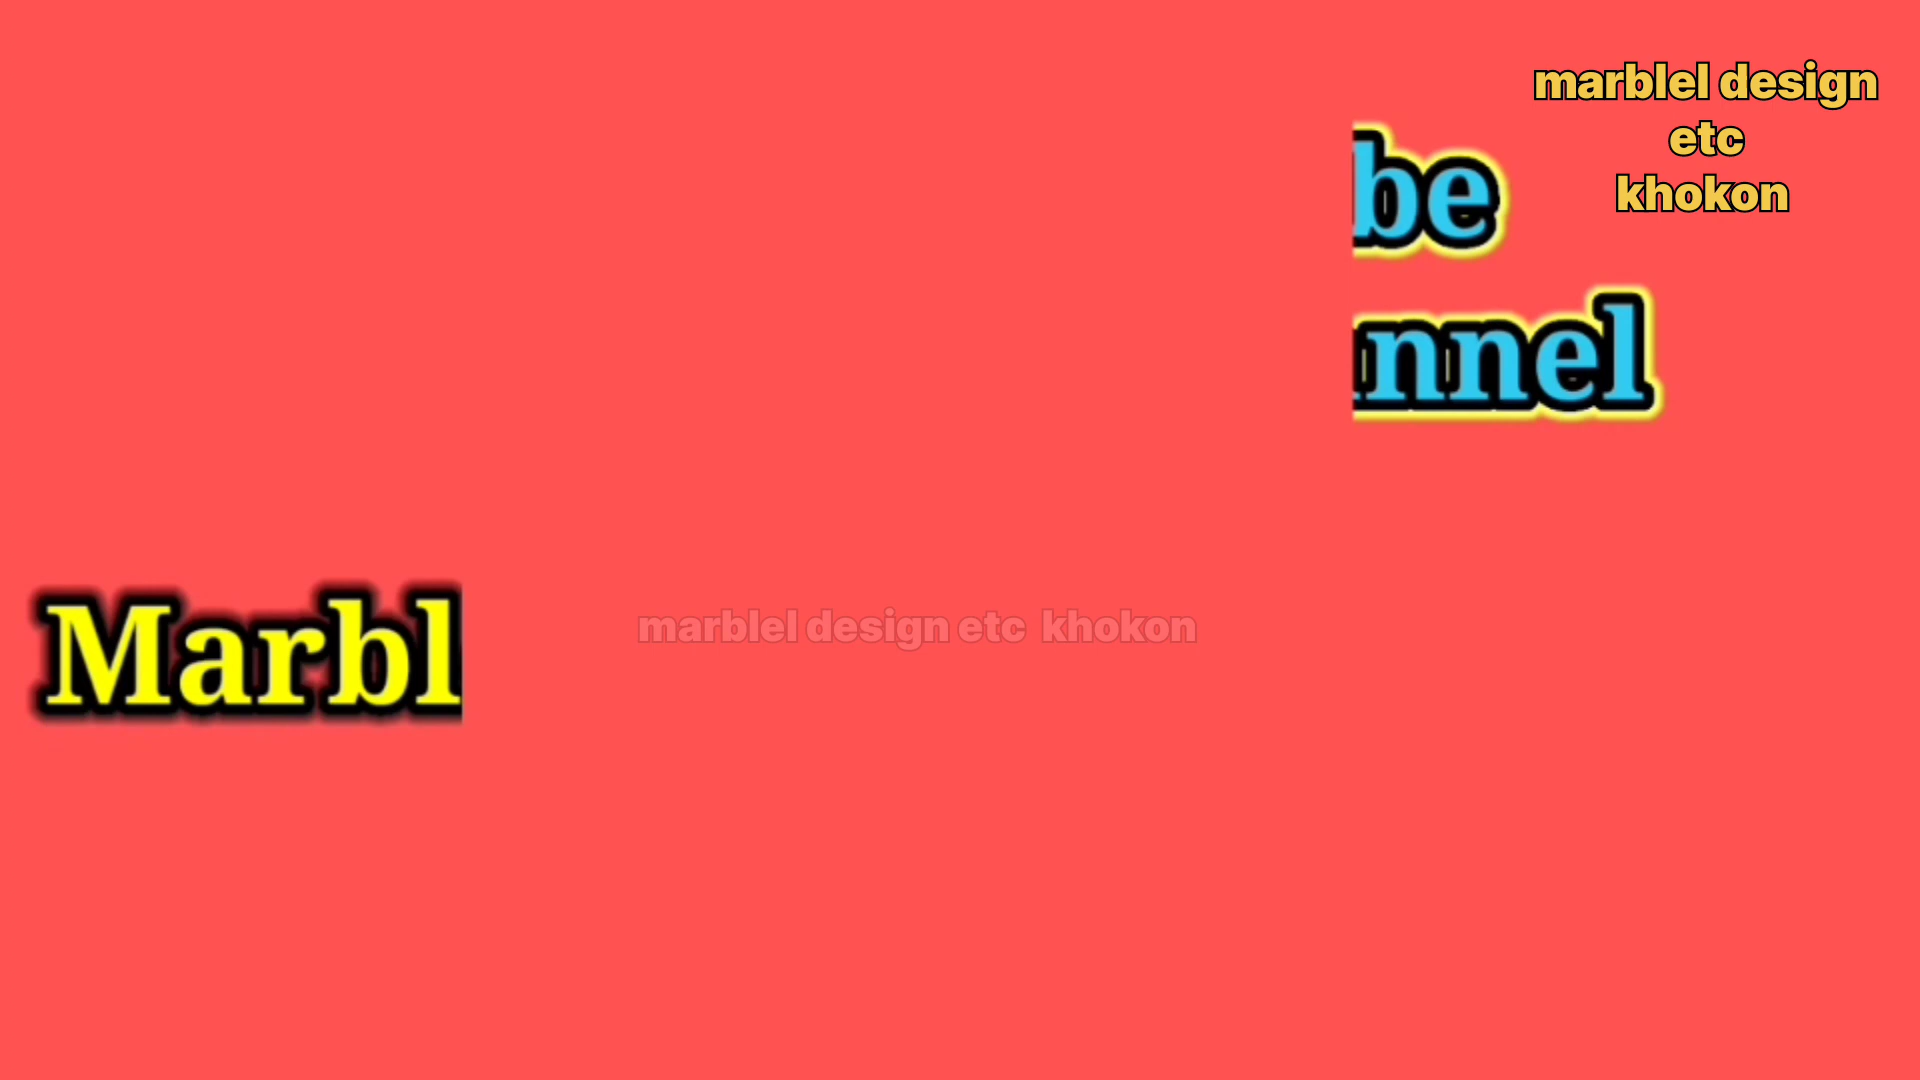 marblel design
etc
khokon
be
nnel
Marbl
marblel design etc khokon